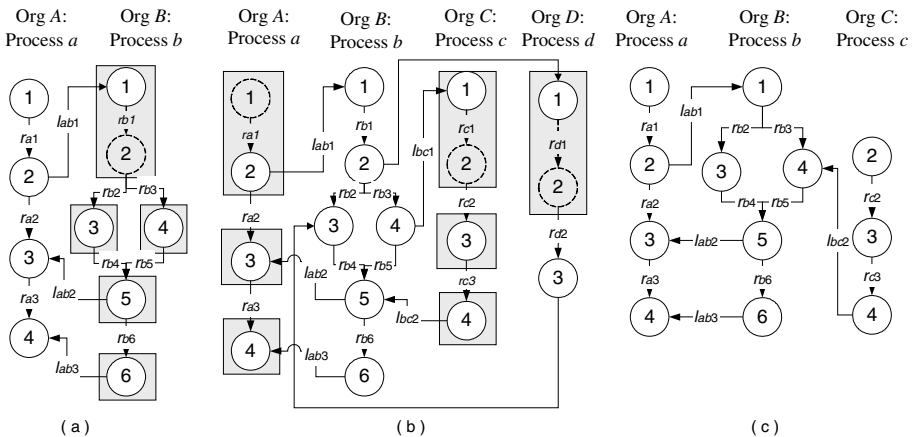 Org A: Org B: Org A: Org B: Org C: Org D: Org A: Org B: Org C:
Process a Process b Process a Process b Process c Process d Process a Process b Process c
1 1 1 1 1 1 1 1
ra1 lab1 rb1 ra1 lab1 rb1 lbc1 rc1 rd1 ra1 lab1 rb2 rb3
2 2 2 2 2 2 2 3 4 2
rb2 rb3 rb2 rb3
ra2 ra2 rc2 rd2 ra2 rb4 rb5 rc2
3 3 4 3 3 4 3 3 3 lab2 5 lbc2 3
rb4 rb5 lab2 rb4 rb5
ra3 lab2 5 ra3 5 lbc2 rc3 4 ra3 rb6 rc3
4 rb6 4 rb6 4 lab3 6 4
lab3 6 lab3 6
( a ) ( b ) ( c )